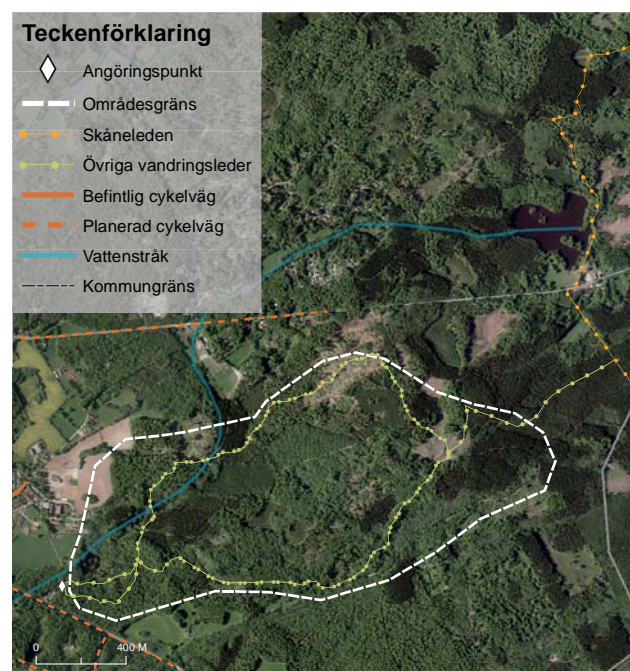 Teckenförklaring
Angöringspunkt
Områdesgräns
Skåneleden
Övriga vandringsleder
Befintlig cykelväg
Planerad cykelväg
Vattenstråk
Kommungräns
0 400 M